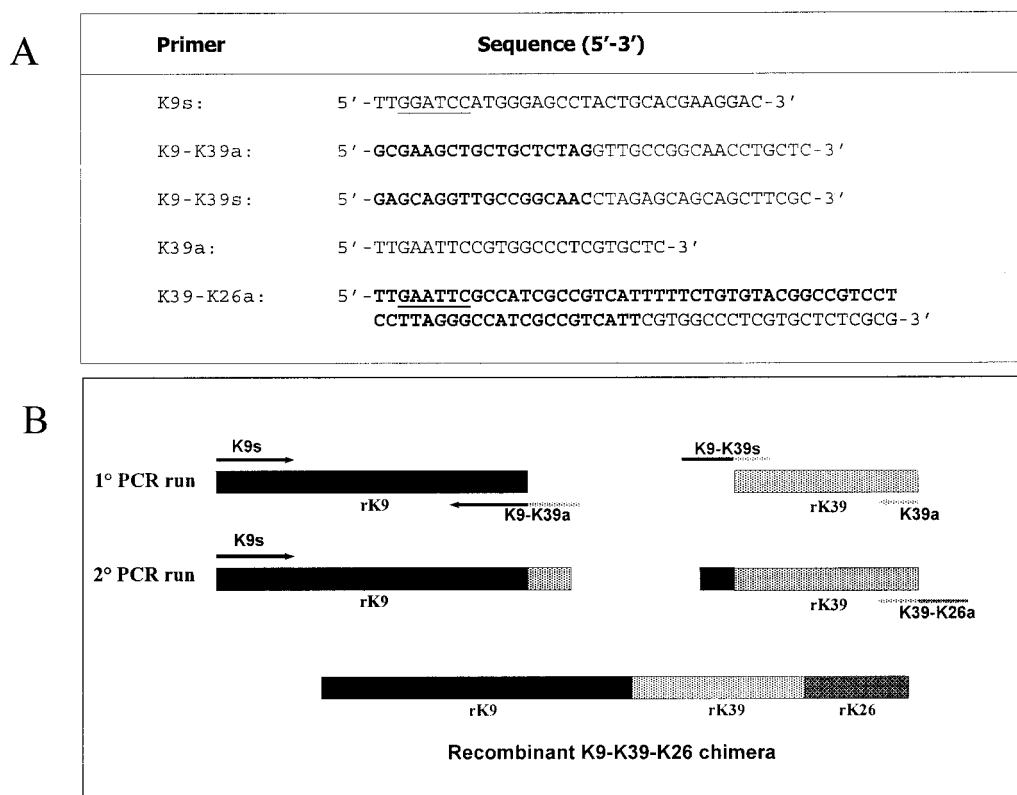 A
Primer Sequence (5'-3')
K9s: 5'-TTGGATCCATGGGAGCCTACTGCACGAAGGAC-3'
K9-K39a: 5'-GCGAAGCTGCTGCTCTAGGTTGCCGGCAACCTGCTC-3'
K9-K39s: 5'-GAGCAGGTTGCCGGCAACCTAGAGCAGCAGCTTCGC-3'
K39a: 5'-TTGAATTCCGTGGCCCTCGTGCTC-3'
K39-K26a: 5'-TTGAATTCGCCATCGCCGTCATTTTTCTGTGTACGGCCGTCCT
CCTTAGGGCCATCGCCGTCATTCGTGGCCCTCGTGCTCTCGCG-3'
B
K9s K9-K39s
1° PCR run
rK9 K9-K39a rK39 K39a
K9s
2° PCR run
rK9 rK39 K39-K26a
rK9 rK39 rK26
Recombinant K9-K39-K26 chimera